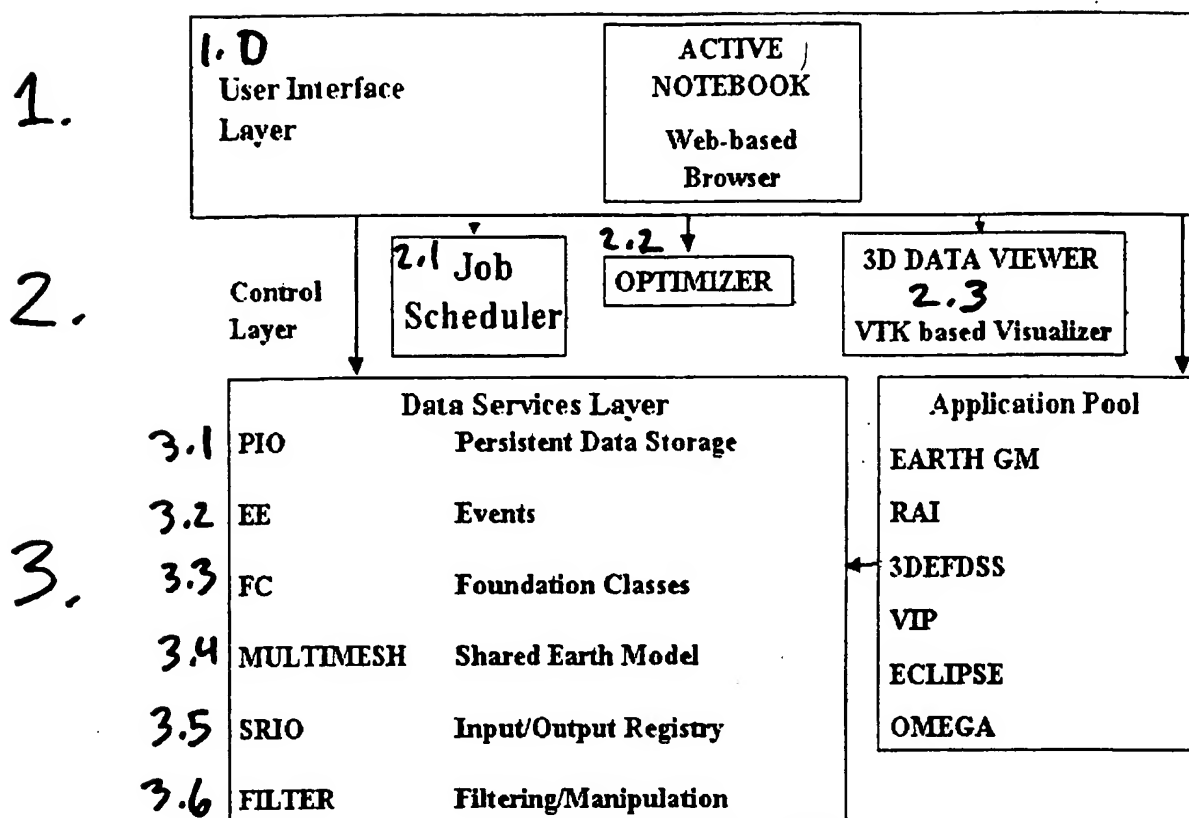 1.
1.0
User Interface
Layer
ACTIVE
NOTEBOOK
Web-based
Browser
2.
Control
Layer
2.1 Job
Scheduler
2.2
OPTIMIZER
3D DATA VIEWER
2.3
VTK based Visualizer
3.
Data Services Layer
3.1 PIO Persistent Data Storage
3.2 EE Events
3.3 FC Foundation Classes
3.4 MULTIMESH Shared Earth Model
3.5 SRIO Input/Output Registry
3.6 FILTER Filtering/Manipulation
Application Pool
EARTH GM
RAI
3DEFDSS
VIP
ECLIPSE
OMEGA